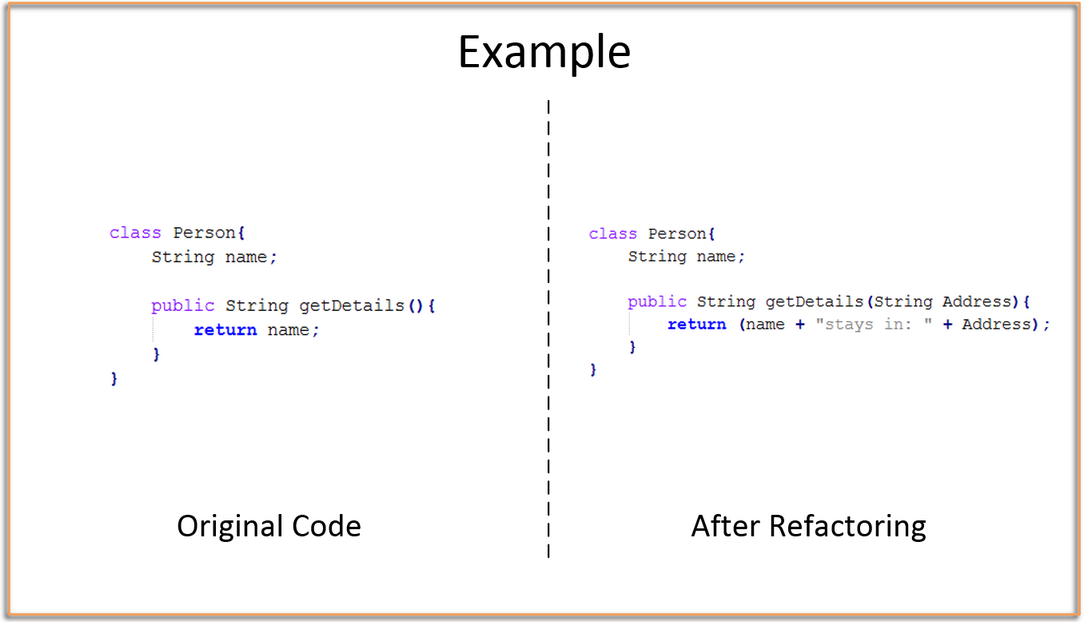 Example
class Person{
String name;
public String getDetails(){
return name;
}
}
Original Code
class Person{
String name;
public String getDetails(String Address){
return (name + "stays in: " + Address);
}
}
After Refactoring